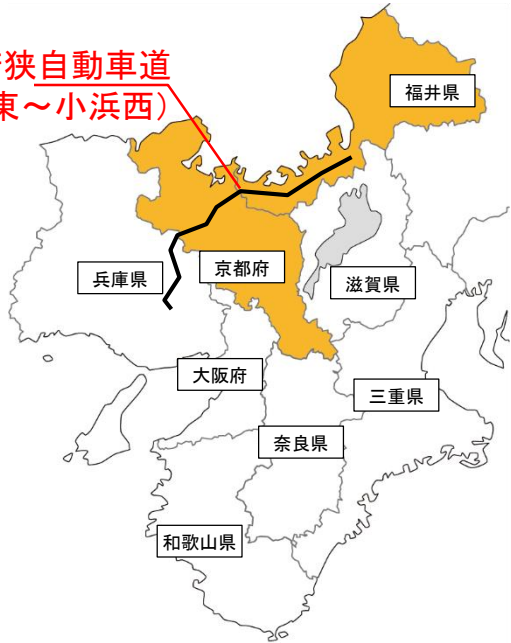 狭自動車道
東~小浜西)
福井県
兵庫県
京都府
滋賀県
大阪府
三重県
奈良県
和歌山県